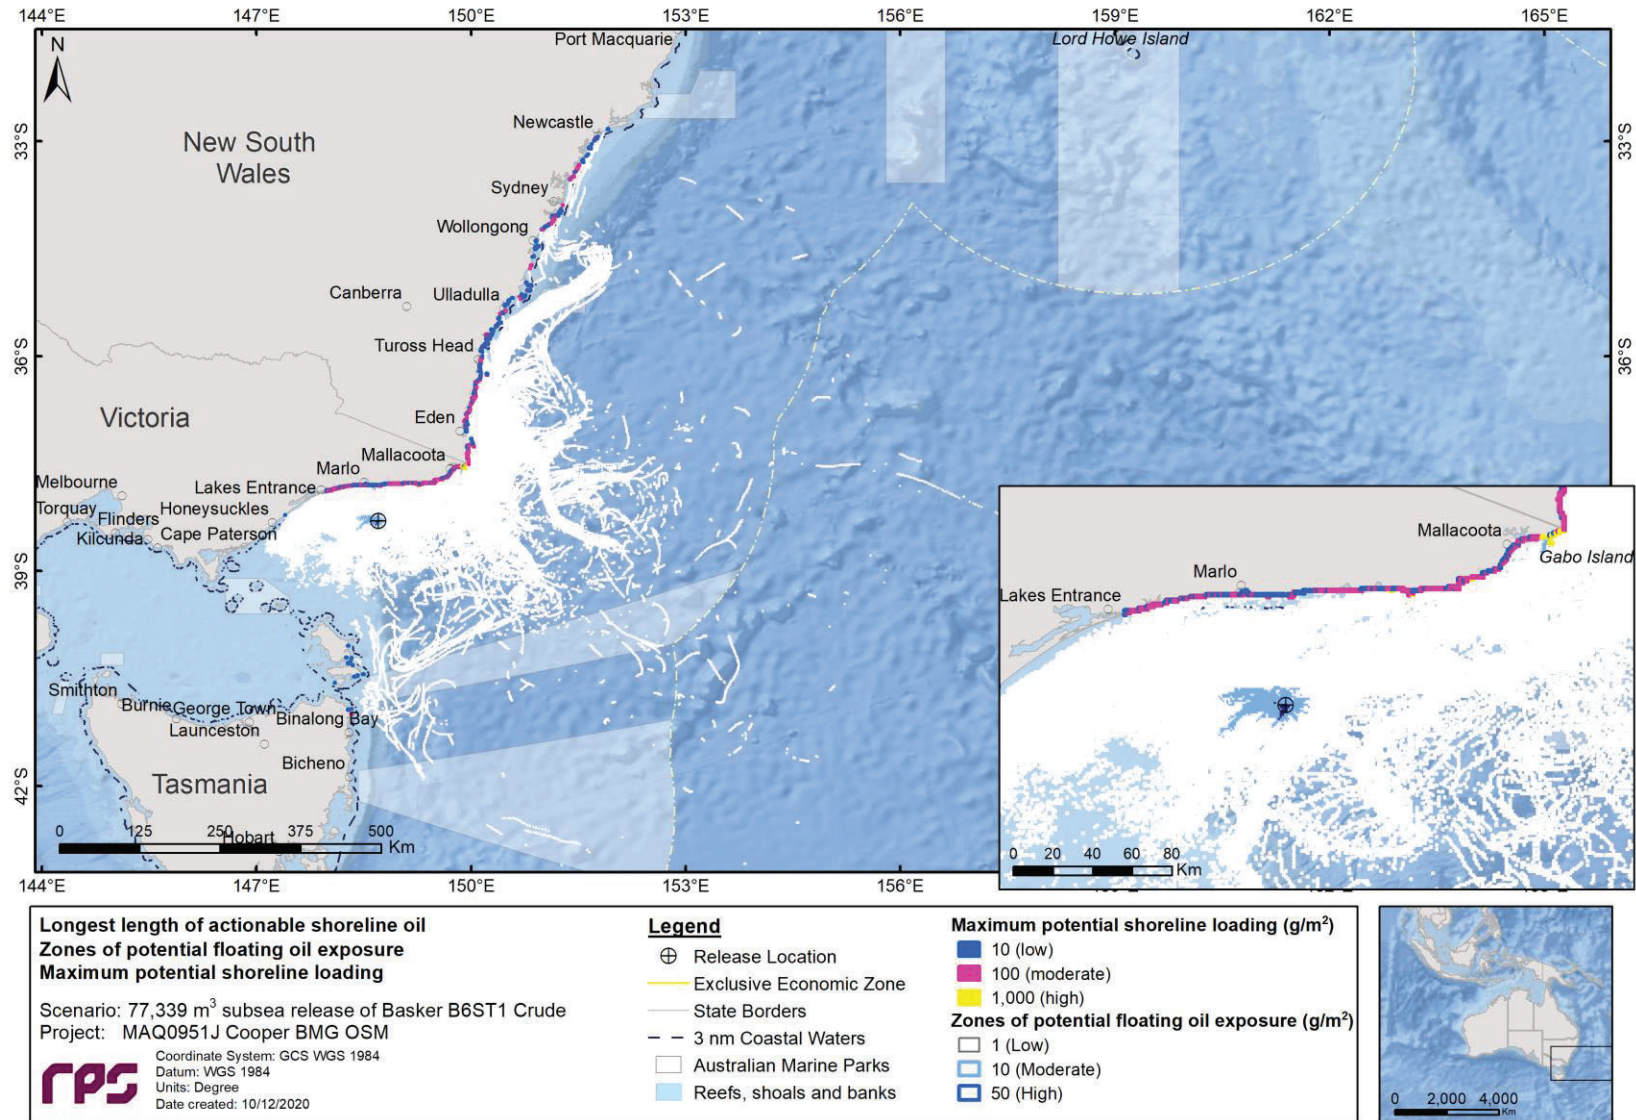 144°E 147°E 150°E 153°E 156°E 159°E 162°E 165°E
N
Port Macquarie
Lord Howe Island
Newcastle
33°S
33°S
New South
Wales
Sydney
Wollongong
Canberra
Ulladulla
Tuross Head
36°S
36°S
Victoria
Eden
Mallacoota
Marlo
Melbourne
Lakes Entrance
Torquay
Honeysuckles
Flinders
Kilcunda
Cape Paterson
39°S
Smithton
Burnie
George Town
Binalong Bay
Launceston
Bicheno
Tasmania
42°S
Hobart
0 125 250 375 500
Km
Mallacoota
Gabo Island
Marlo
Lakes Entrance
0 20 40 60 80
Km
144°E 147°E 150°E 153°E 156°E
Longest length of actionable shoreline oil
Zones of potential floating oil exposure
Maximum potential shoreline loading
Scenario: 77,339 m³ subsea release of Basker B6ST1 Crude
Project: MAQ0951J Cooper BMG OSM
rps
Coordinate System: GCS WGS 1984
Datum: WGS 1984
Units: Degree
Date created: 10/12/2020
Legend
Release Location
Exclusive Economic Zone
State Borders
3 nm Coastal Waters
Australian Marine Parks
Reefs, shoals and banks
Maximum potential shoreline loading (g/m²)
10 (low)
100 (moderate)
1,000 (high)
Zones of potential floating oil exposure (g/m²)
1 (Low)
10 (Moderate)
50 (High)
0 2,000 4,000
Km